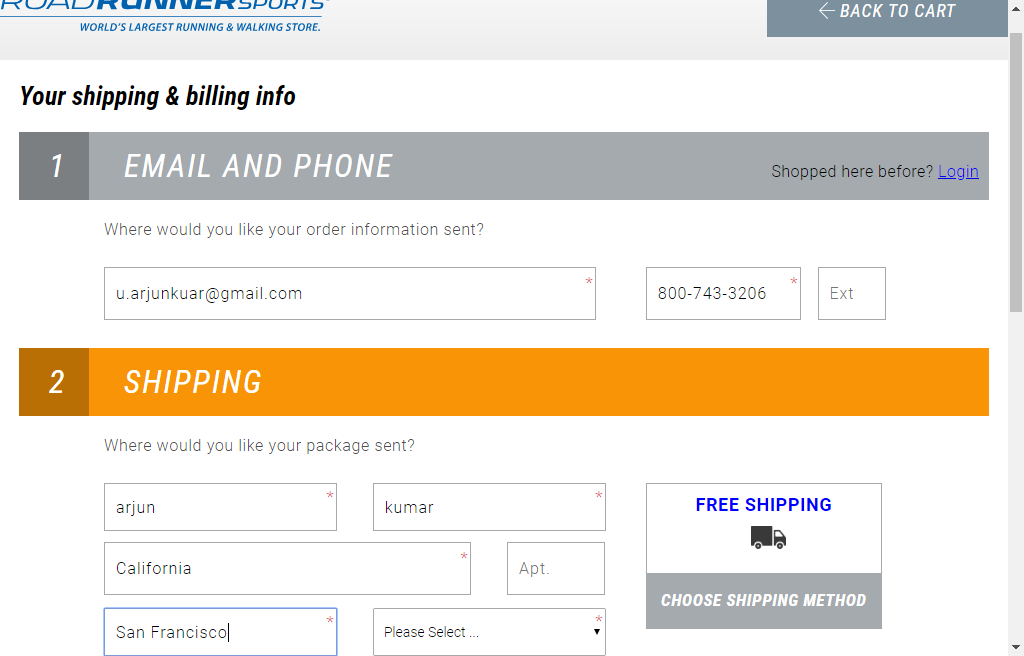 ROADRUNNERSPORTS
WORLD'S LARGEST RUNNING & WALKING STORE.
BACK TO CART
Your shipping & billing info
1 EMAIL AND PHONE
Shopped here before? Login
Where would you like your order information sent?
u.arjunkuar@gmail.com * 800-743-3206 * Ext
2 SHIPPING
Where would you like your package sent?
arjun * kumar *
FREE SHIPPING
California * Apt.
CHOOSE SHIPPING METHOD
San Francisco * Please Select ... *